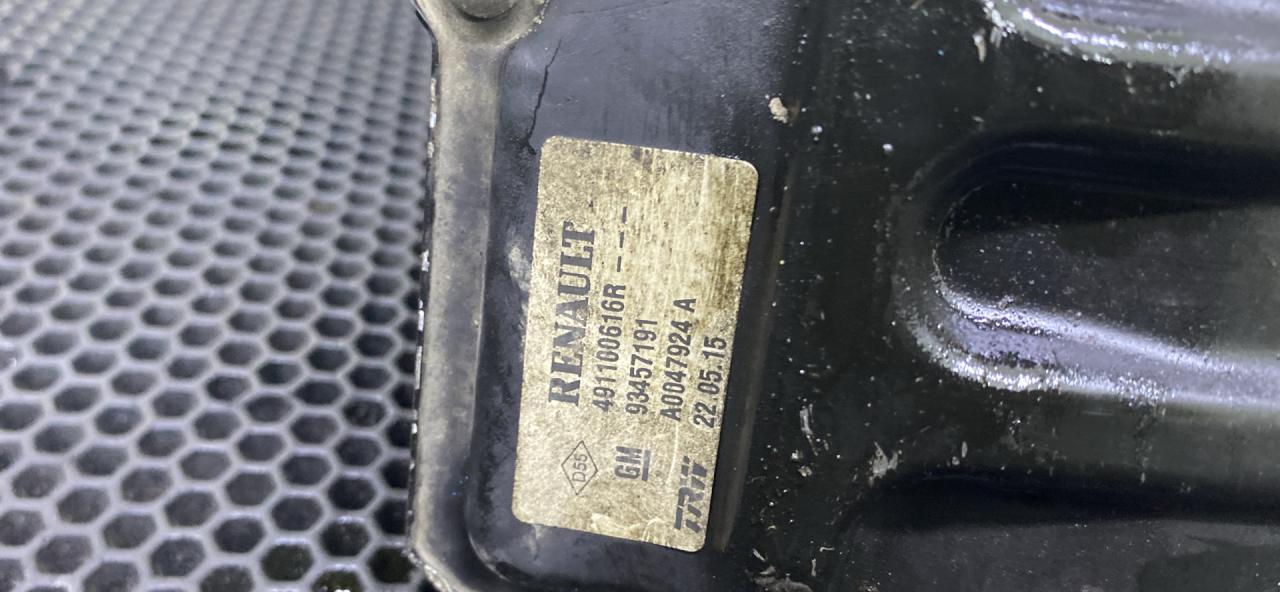 RENAULT
491100616R - - - -
D55
GM 93457191
A0047924 A
TRW 22.05.15